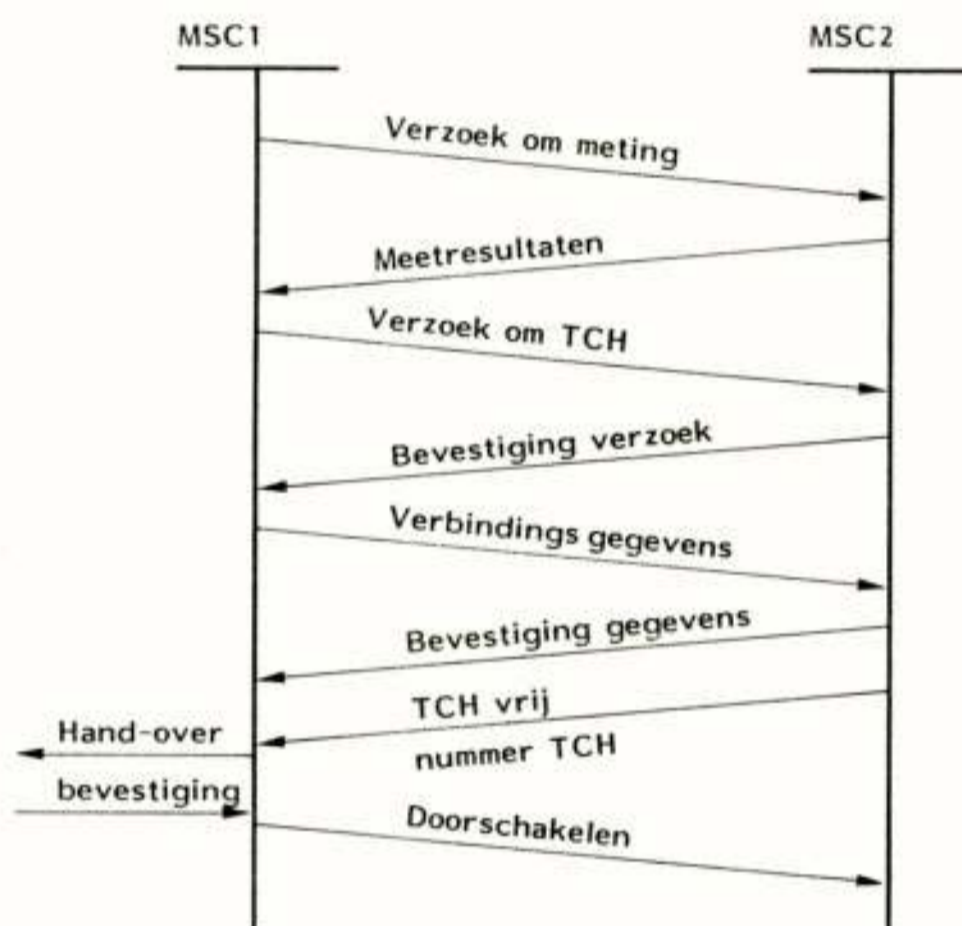 MSC1
MSC2
Verzoek om meting
Meetresultaten
Verzoek om TCH
Bevestiging verzoek
Verbindings gegevens
Bevestiging gegevens
TCH vrij
nummer TCH
Hand-over
bevestiging
Doorschakelen